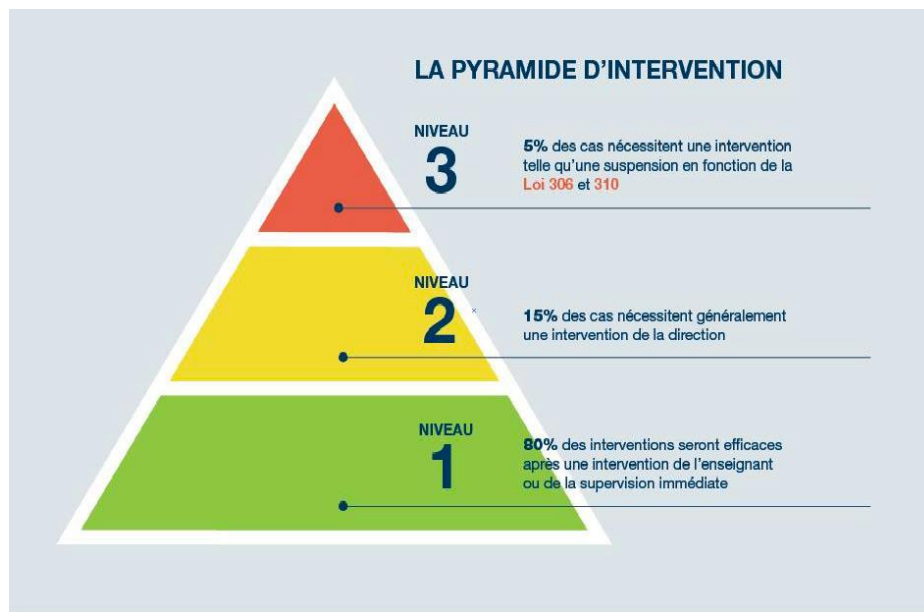 LA PYRAMIDE D'INTERVENTION
NIVEAU
3
5% des cas nécessitent une intervention
telle qu'une suspension en fonction de la
Loi 306 et 310
NIVEAU
2
15% des cas nécessitent généralement
une intervention de la direction
NIVEAU
1
80% des interventions seront efficaces
après une intervention de l'enseignant
ou de la supervision immédiate